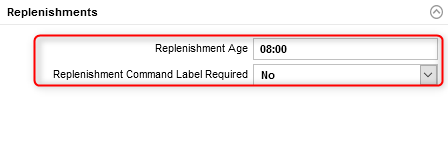 Replenishments
Replenishment Age 08:00
Replenishment Command Label Required No